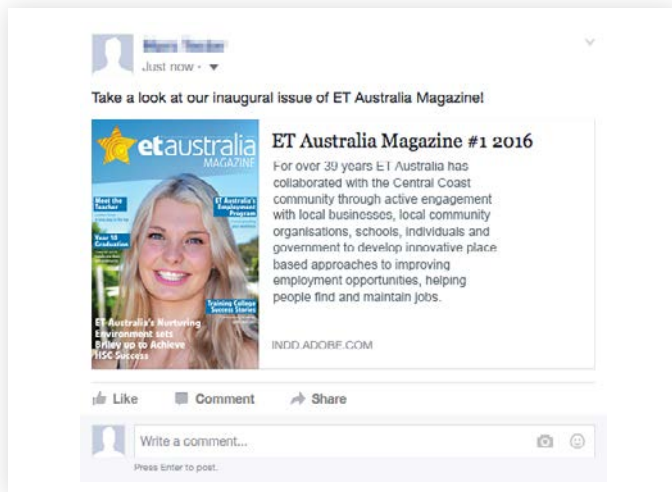 Just now
Take a look at our inaugural issue of ET Australia Magazine!
etaustralia
MAGAZINE
Meet the
Teacher
Year 10
Graduation
ET Australia's
Employment
Program
Training College
Success Stories
ET Australia's Nurturing
Environment sets
Briley up to Achieve
HSC Success
ET Australia Magazine #1 2016
For over 39 years ET Australia has
collaborated with the Central Coast
community through active engagement
with local businesses, local community
organisations, schools, individuals and
government to develop innovative place
based approaches to improving
employment opportunities, helping
people find and maintain jobs.
INDD.ADOBE.COM
Like Comment Share
Write a comment...
Press Enter to post.